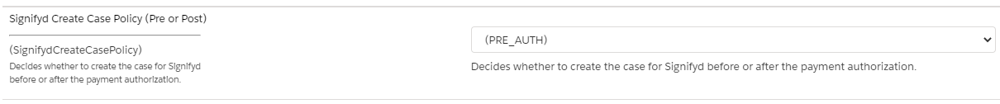 Signifyd Create Case Policy (Pre or Post)
(SignifydCreateCasePolicy)
Decides whether to create the case for Signifyd
before or after the payment authorization.
(PRE_AUTH)
Decides whether to create the case for Signifyd before or after the payment authorization.